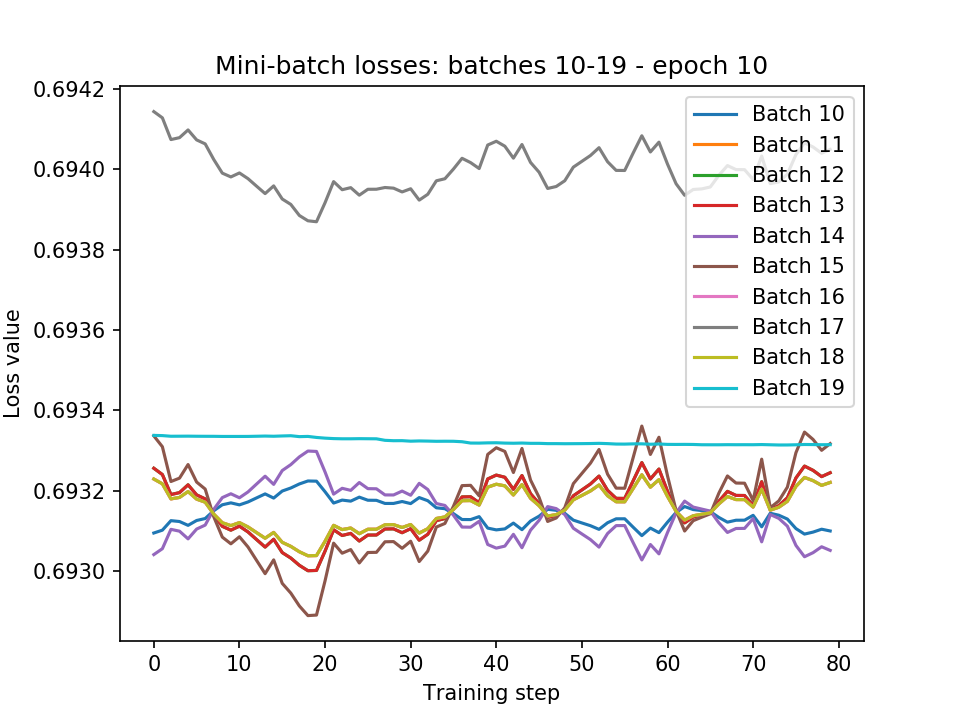 Mini-batch losses: batches 10-19 - epoch 10
0.6942
0.6940
0.6938
0.6936
0.6934
0.6932
0.6930
Loss value
Batch 10
Batch 11
Batch 12
Batch 13
Batch 14
Batch 15
Batch 16
Batch 17
Batch 18
Batch 19
0 10 20 30 40 50 60 70 80
Training step